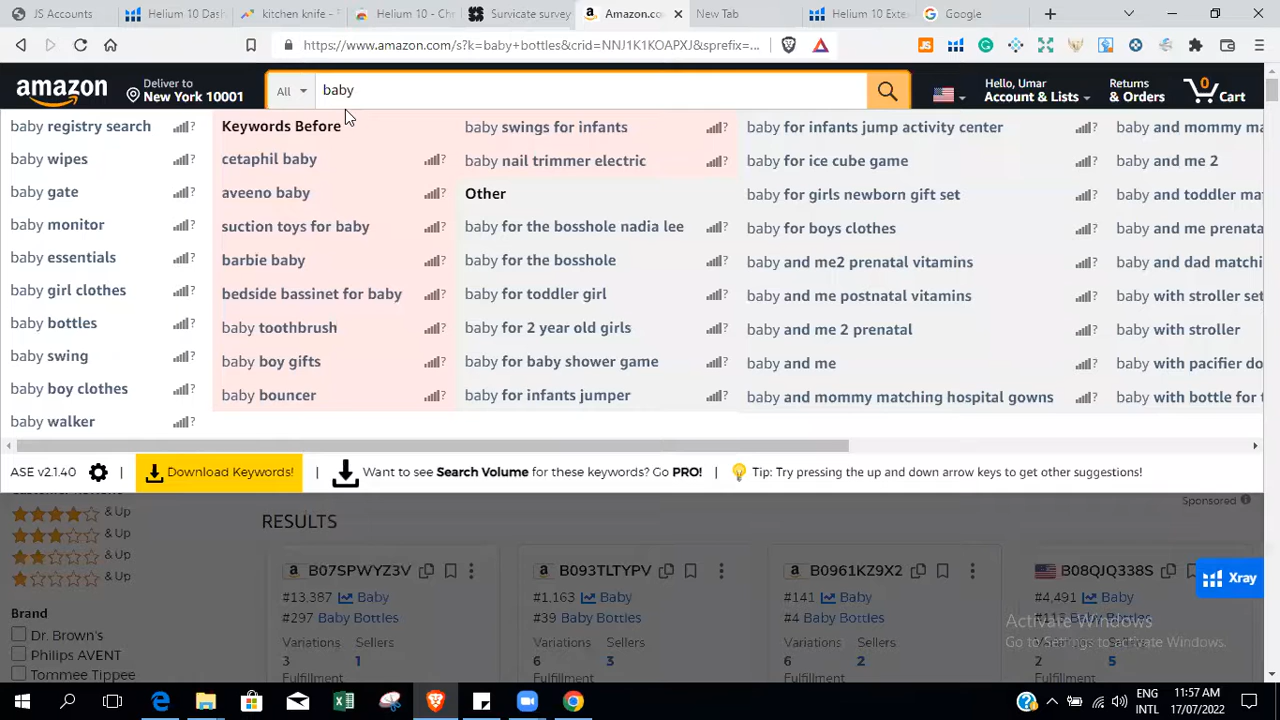 JS Accounts
Helium 10 Das
kitchen knife - F
Helium 10 - Chr
Survicate survey
Amazon.co
New Tab
Helium 10 Exte
Google
https://www.amazon.com/s?k=baby+bottles&crid=NNJ1K1KOAPXJ&sprefix=...
amazon
Deliver to
New York 10001
All
baby
Hello, Umar
Account & Lists
Returns
& Orders
0
Cart
baby registry search
baby wipes
baby gate
baby monitor
baby essentials
baby girl clothes
baby bottles
baby swing
baby boy clothes
baby walker
Keywords Before
cetaphil baby
aveeno baby
suction toys for baby
barbie baby
bedside bassinet for baby
baby toothbrush
baby boy gifts
baby bouncer
baby swings for infants
baby nail trimmer electric
Other
baby for the bosshole nadia lee
baby for the bosshole
baby for toddler girl
baby for 2 year old girls
baby for baby shower game
baby for infants jumper
baby for infants jump activity center
baby for ice cube game
baby for girls newborn gift set
baby for boys clothes
baby and me2 prenatal vitamins
baby and me postnatal vitamins
baby and me 2 prenatal
baby and me
baby and mommy matching hospital gowns
baby and mommy ma
baby and me 2
baby and toddler mat
baby and me prenata
baby and dad matchi
baby with stroller set
baby with stroller
baby with pacifier do
baby with bottle for t
ASE v2.1.40 | Download Keywords! | Want to see Search Volume for these keywords? Go PRO! | Tip: Try pressing the up and down arrow keys to get other suggestions!
Customer Reviews
& Up
& Up
& Up
& Up
Brand
Dr. Brown's
Philips AVENT
Tommee Tippee
Sponsored
RESULTS
B07SPWYZ3V
#13,387 Baby
#297 Baby Bottles
Variations Sellers
3 1
Fulfillment
B093TLTYPV
#1,163 Baby
#39 Baby Bottles
Variations Sellers
6 3
Fulfillment
B0961KZ9X2
#141 Baby
#4 Baby Bottles
Variations Sellers
6 2
Fulfillment
B08QJQ338S
#4,491 Baby
Baby Bottles
Variations Sellers
2 5
Fulfillment
Xray
Activate Windows
Go to Settings to activate Windows.
ENG
INTL
11:57 AM
17/07/2022